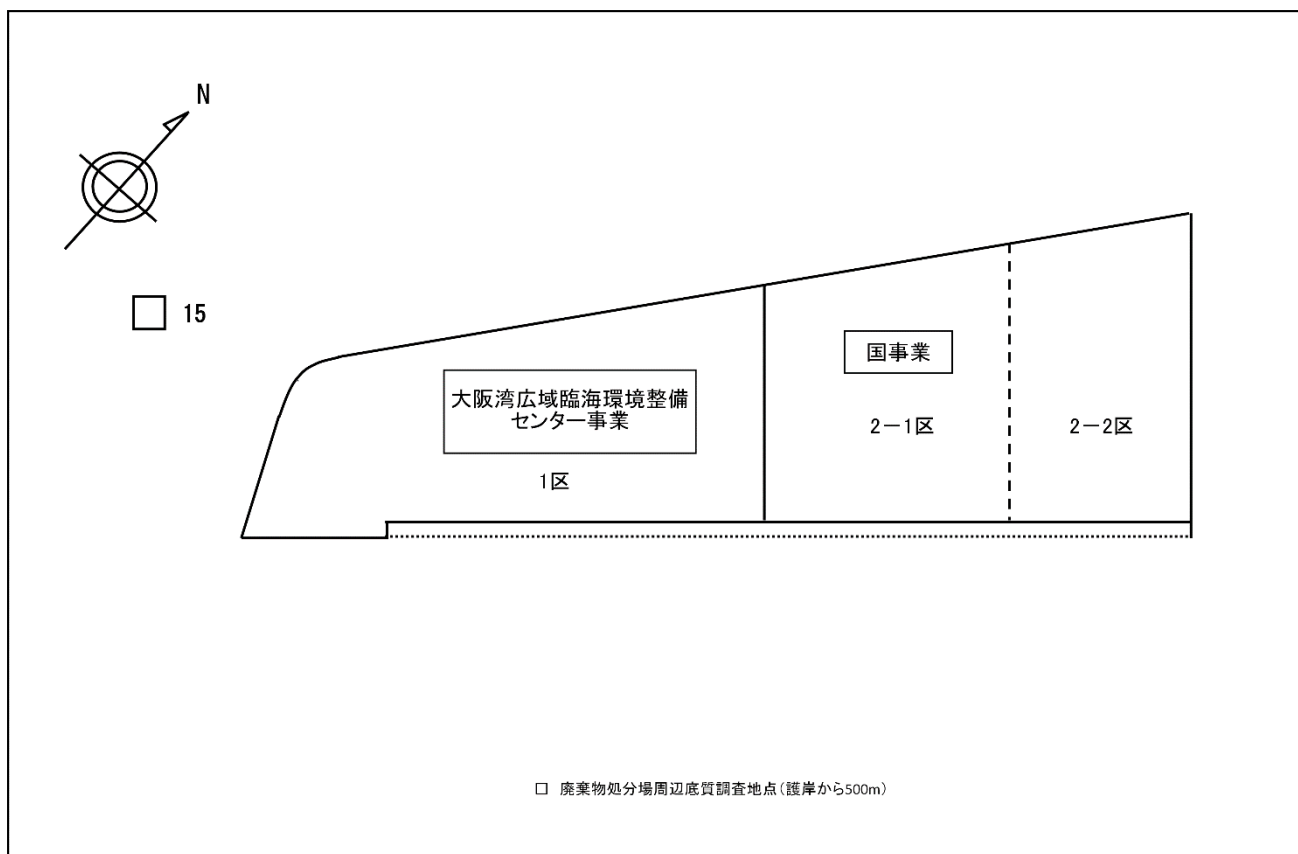 N
15
国事業
大阪湾広域臨海環境整備
センター事業
2－1区
2－2区
1区
□ 廃棄物処分場周辺底質調査地点(護岸から500m)